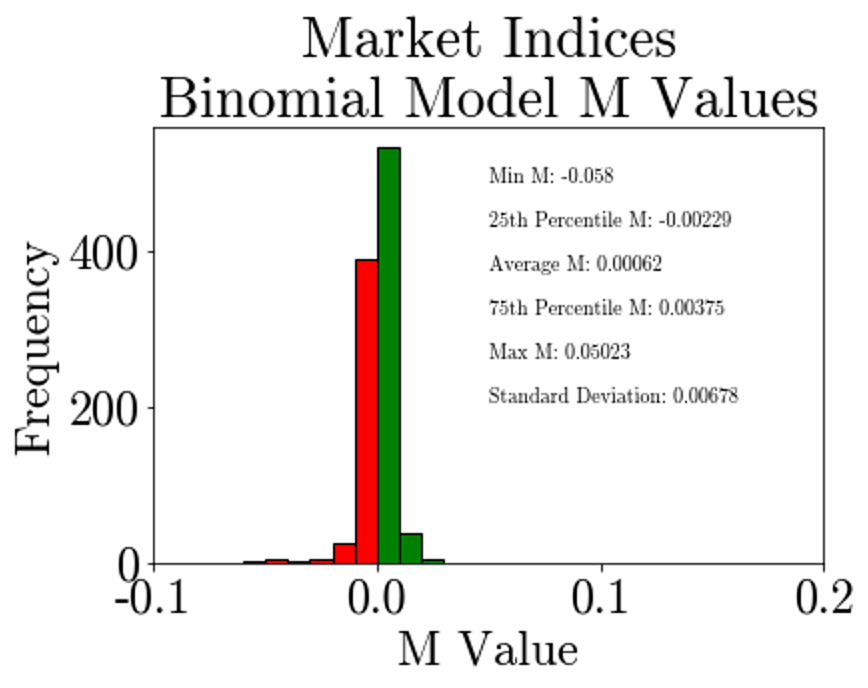 Market Indices
Binomial Model M Values
Min M: -0.058
25th Percentile M: -0.00229
Average M: 0.00062
75th Percentile M: 0.00375
Max M: 0.05023
Standard Deviation: 0.00678
Frequency
400
200
0
-0.1 0.0 0.1 0.2
M Value